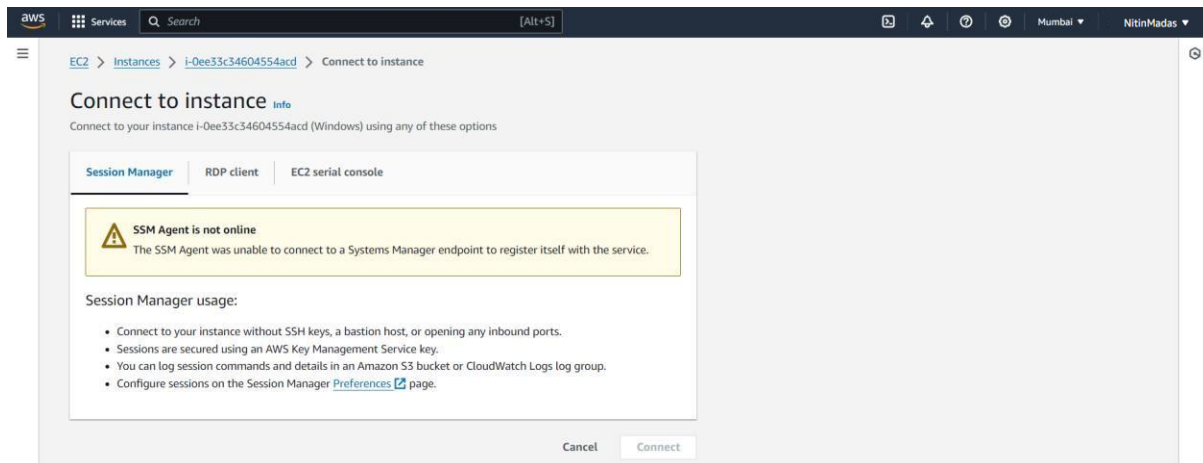 aws Services Search [Alt+S] Mumbai NitinMadas
EC2 > Instances > i-0ee33c34604554acd > Connect to instance
Connect to instance Info
Connect to your instance i-0ee33c34604554acd (Windows) using any of these options
Session Manager RDP client EC2 serial console
SSM Agent is not online
The SSM Agent was unable to connect to a Systems Manager endpoint to register itself with the service.
Session Manager usage:
• Connect to your instance without SSH keys, a bastion host, or opening any inbound ports.
• Sessions are secured using an AWS Key Management Service key.
• You can log session commands and details in an Amazon S3 bucket or CloudWatch Logs log group.
• Configure sessions on the Session Manager Preferences page.
Cancel Connect